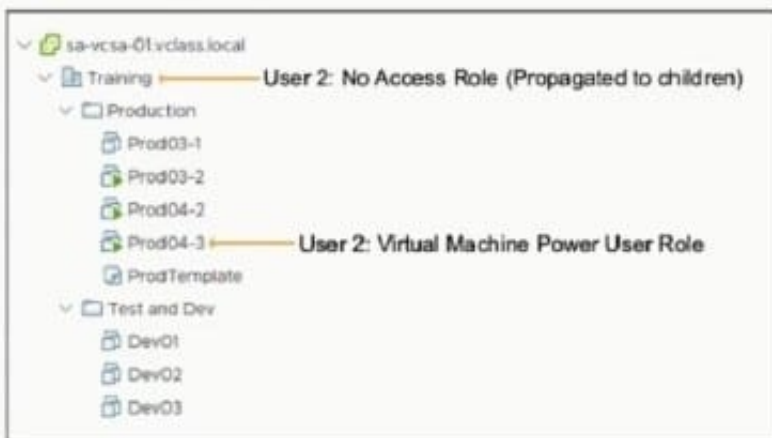 sa-vcsa-01.vclass.local
Training User 2: No Access Role (Propagated to children)
Production
Prod03-1
Prod03-2
Prod04-2
Prod04-3 User 2: Virtual Machine Power User Role
ProdTemplate
Test and Dev
Dev01
Dev02
Dev03